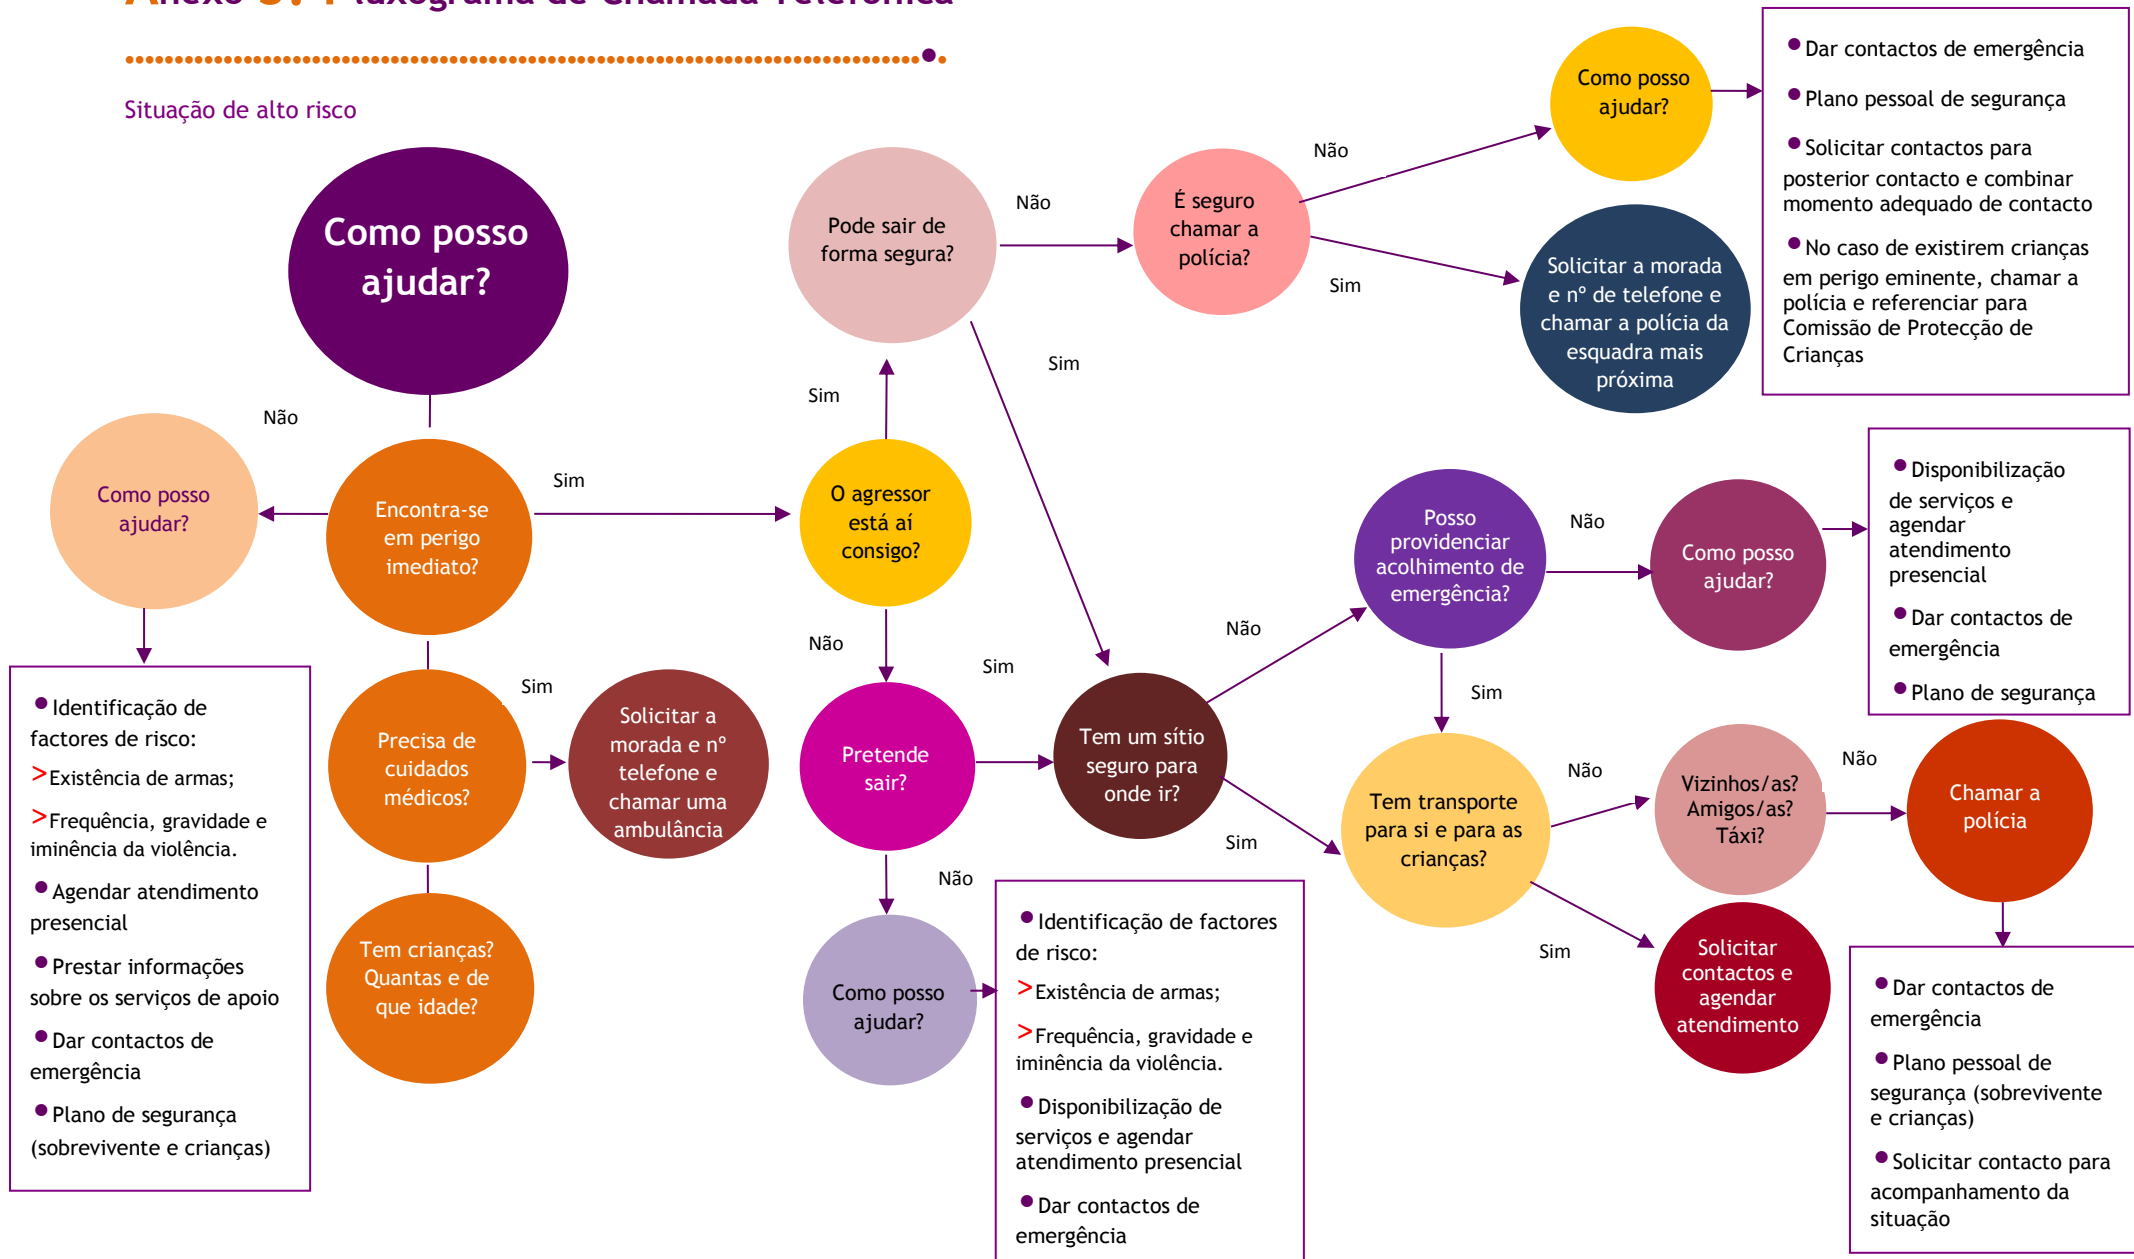 Anexo 3. Fluxograma de Chamada Telefónica
Situação de alto risco
Como posso
ajudar?
Não
Como posso
ajudar?
Encontra-se
em perigo
imediato?
Sim
• Identificação de
factores de risco:
>Existência de armas;
>Frequência, gravidade e
iminência da violência.
• Agendar atendimento
presencial
• Prestar informações
sobre os serviços de apoio
• Dar contactos de
emergência
• Plano de segurança
(sobrevivente e crianças)
Precisa de
cuidados
médicos?
Sim
Solicitar a
morada e nº
telefone e
chamar uma
ambulância
Tem crianças?
Quantas e de
que idade?
O agressor
está aí
consigo?
Sim
Pode sair de
forma segura?
Não
É seguro
chamar a
polícia?
Não
Como posso
ajudar?
• Dar contactos de emergência
• Plano pessoal de segurança
• Solicitar contactos para
posterior contacto e combinar
momento adequado de contacto
• No caso de existirem crianças
em perigo eminente, chamar a
polícia e referenciar para
Comissão de Protecção de
Crianças
Sim
Solicitar a morada
e nº de telefone e
chamar a polícia da
esquadra mais
próxima
Sim
Não
Pretende
sair?
Sim
Tem um sítio
seguro para
onde ir?
Não
Como posso
ajudar?
• Identificação de factores
de risco:
>Existência de armas;
>Frequência, gravidade e
iminência da violência.
• Disponibilização de
serviços e agendar
atendimento presencial
• Dar contactos de
emergência
Não
Posso
providenciar
acolhimento de
emergência?
Não
Como posso
ajudar?
• Disponibilização
de serviços e
agendar
atendimento
presencial
• Dar contactos de
emergência
• Plano de segurança
Sim
Sim
Tem transporte
para si e para as
crianças?
Não
Vizinhos/as?
Amigos/as?
Táxi?
Não
Chamar a
polícia
Sim
Solicitar
contactos e
agendar
atendimento
• Dar contactos de
emergência
• Plano pessoal de
segurança (sobrevivente
e crianças)
• Solicitar contacto para
acompanhamento da
situação